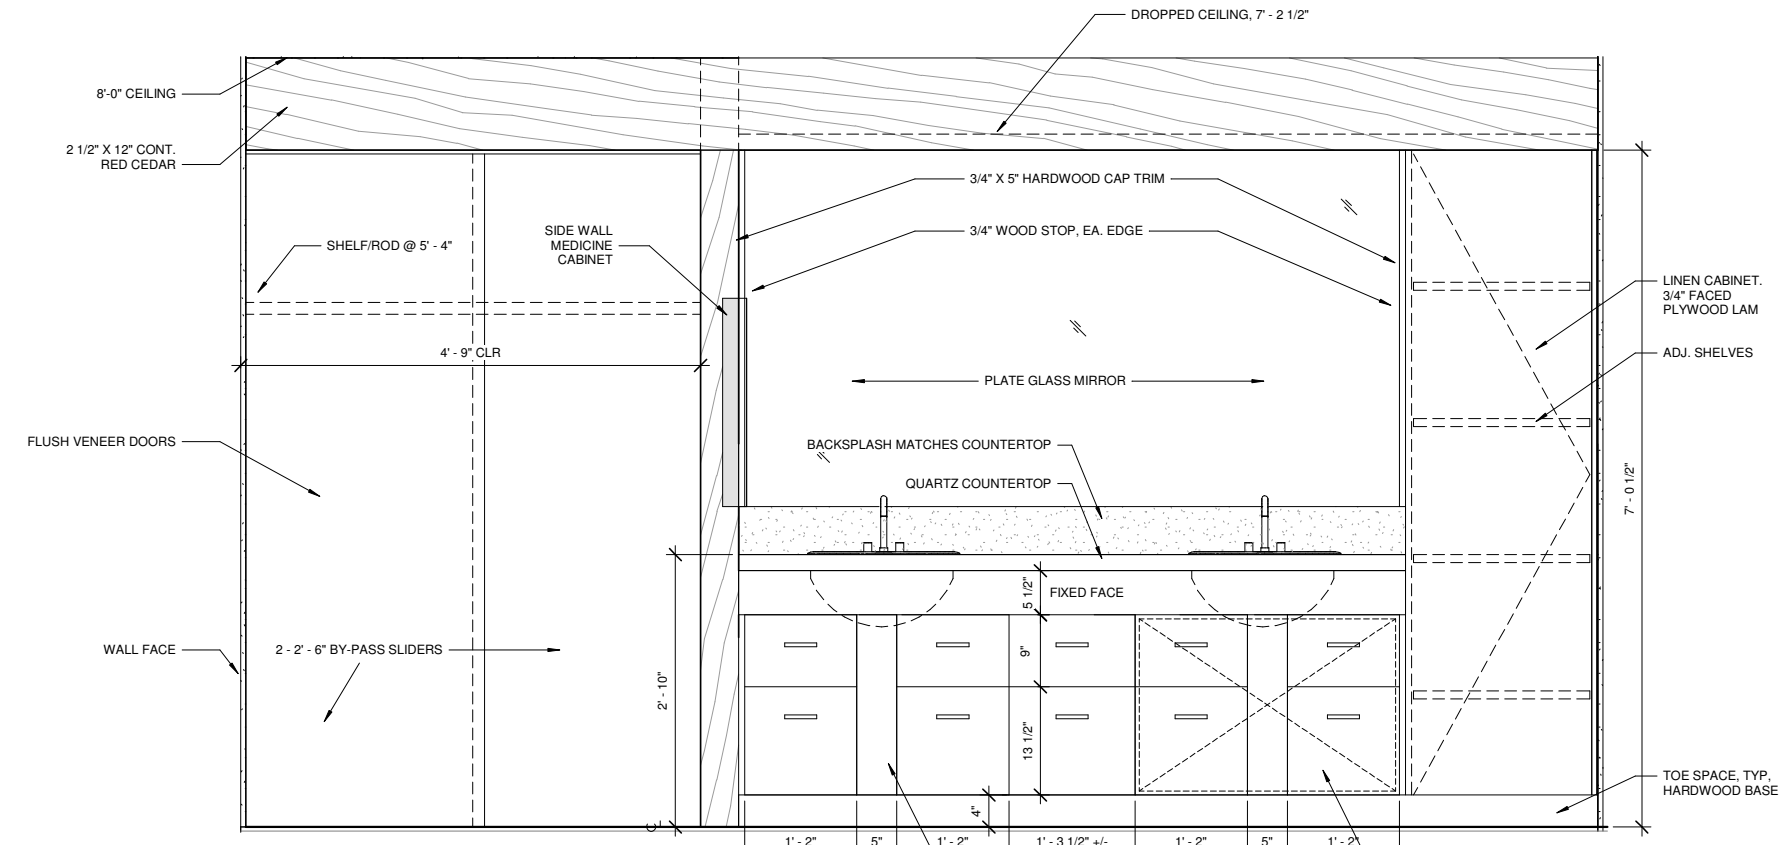 DROPPED CEILING, 7' - 2 1/2"
8'-0" CEILING
2 1/2" X 12" CONT.
RED CEDAR
3/4" X 5" HARDWOOD CAP TRIM
3/4" WOOD STOP, EA. EDGE
SIDE WALL
MEDICINE
CABINET
SHELF/ROD @ 5' - 4"
LINEN CABINET.
3/4" FACED
PLYWOOD LAM
4' - 9" CLR
ADJ. SHELVES
PLATE GLASS MIRROR
FLUSH VENEER DOORS
BACKSPLASH MATCHES COUNTERTOP
QUARTZ COUNTERTOP
7' - 0 1/2"
5 1/2"
FIXED FACE
WALL FACE
2 - 2' - 6" BY-PASS SLIDERS
2' - 10"
9"
13 1/2"
4"
TOE SPACE, TYP,
HARDWOOD BASE
1' - 2"
5"
1' - 2"
1' - 3 1/2" +/-
1' - 2"
5"
1' - 2"